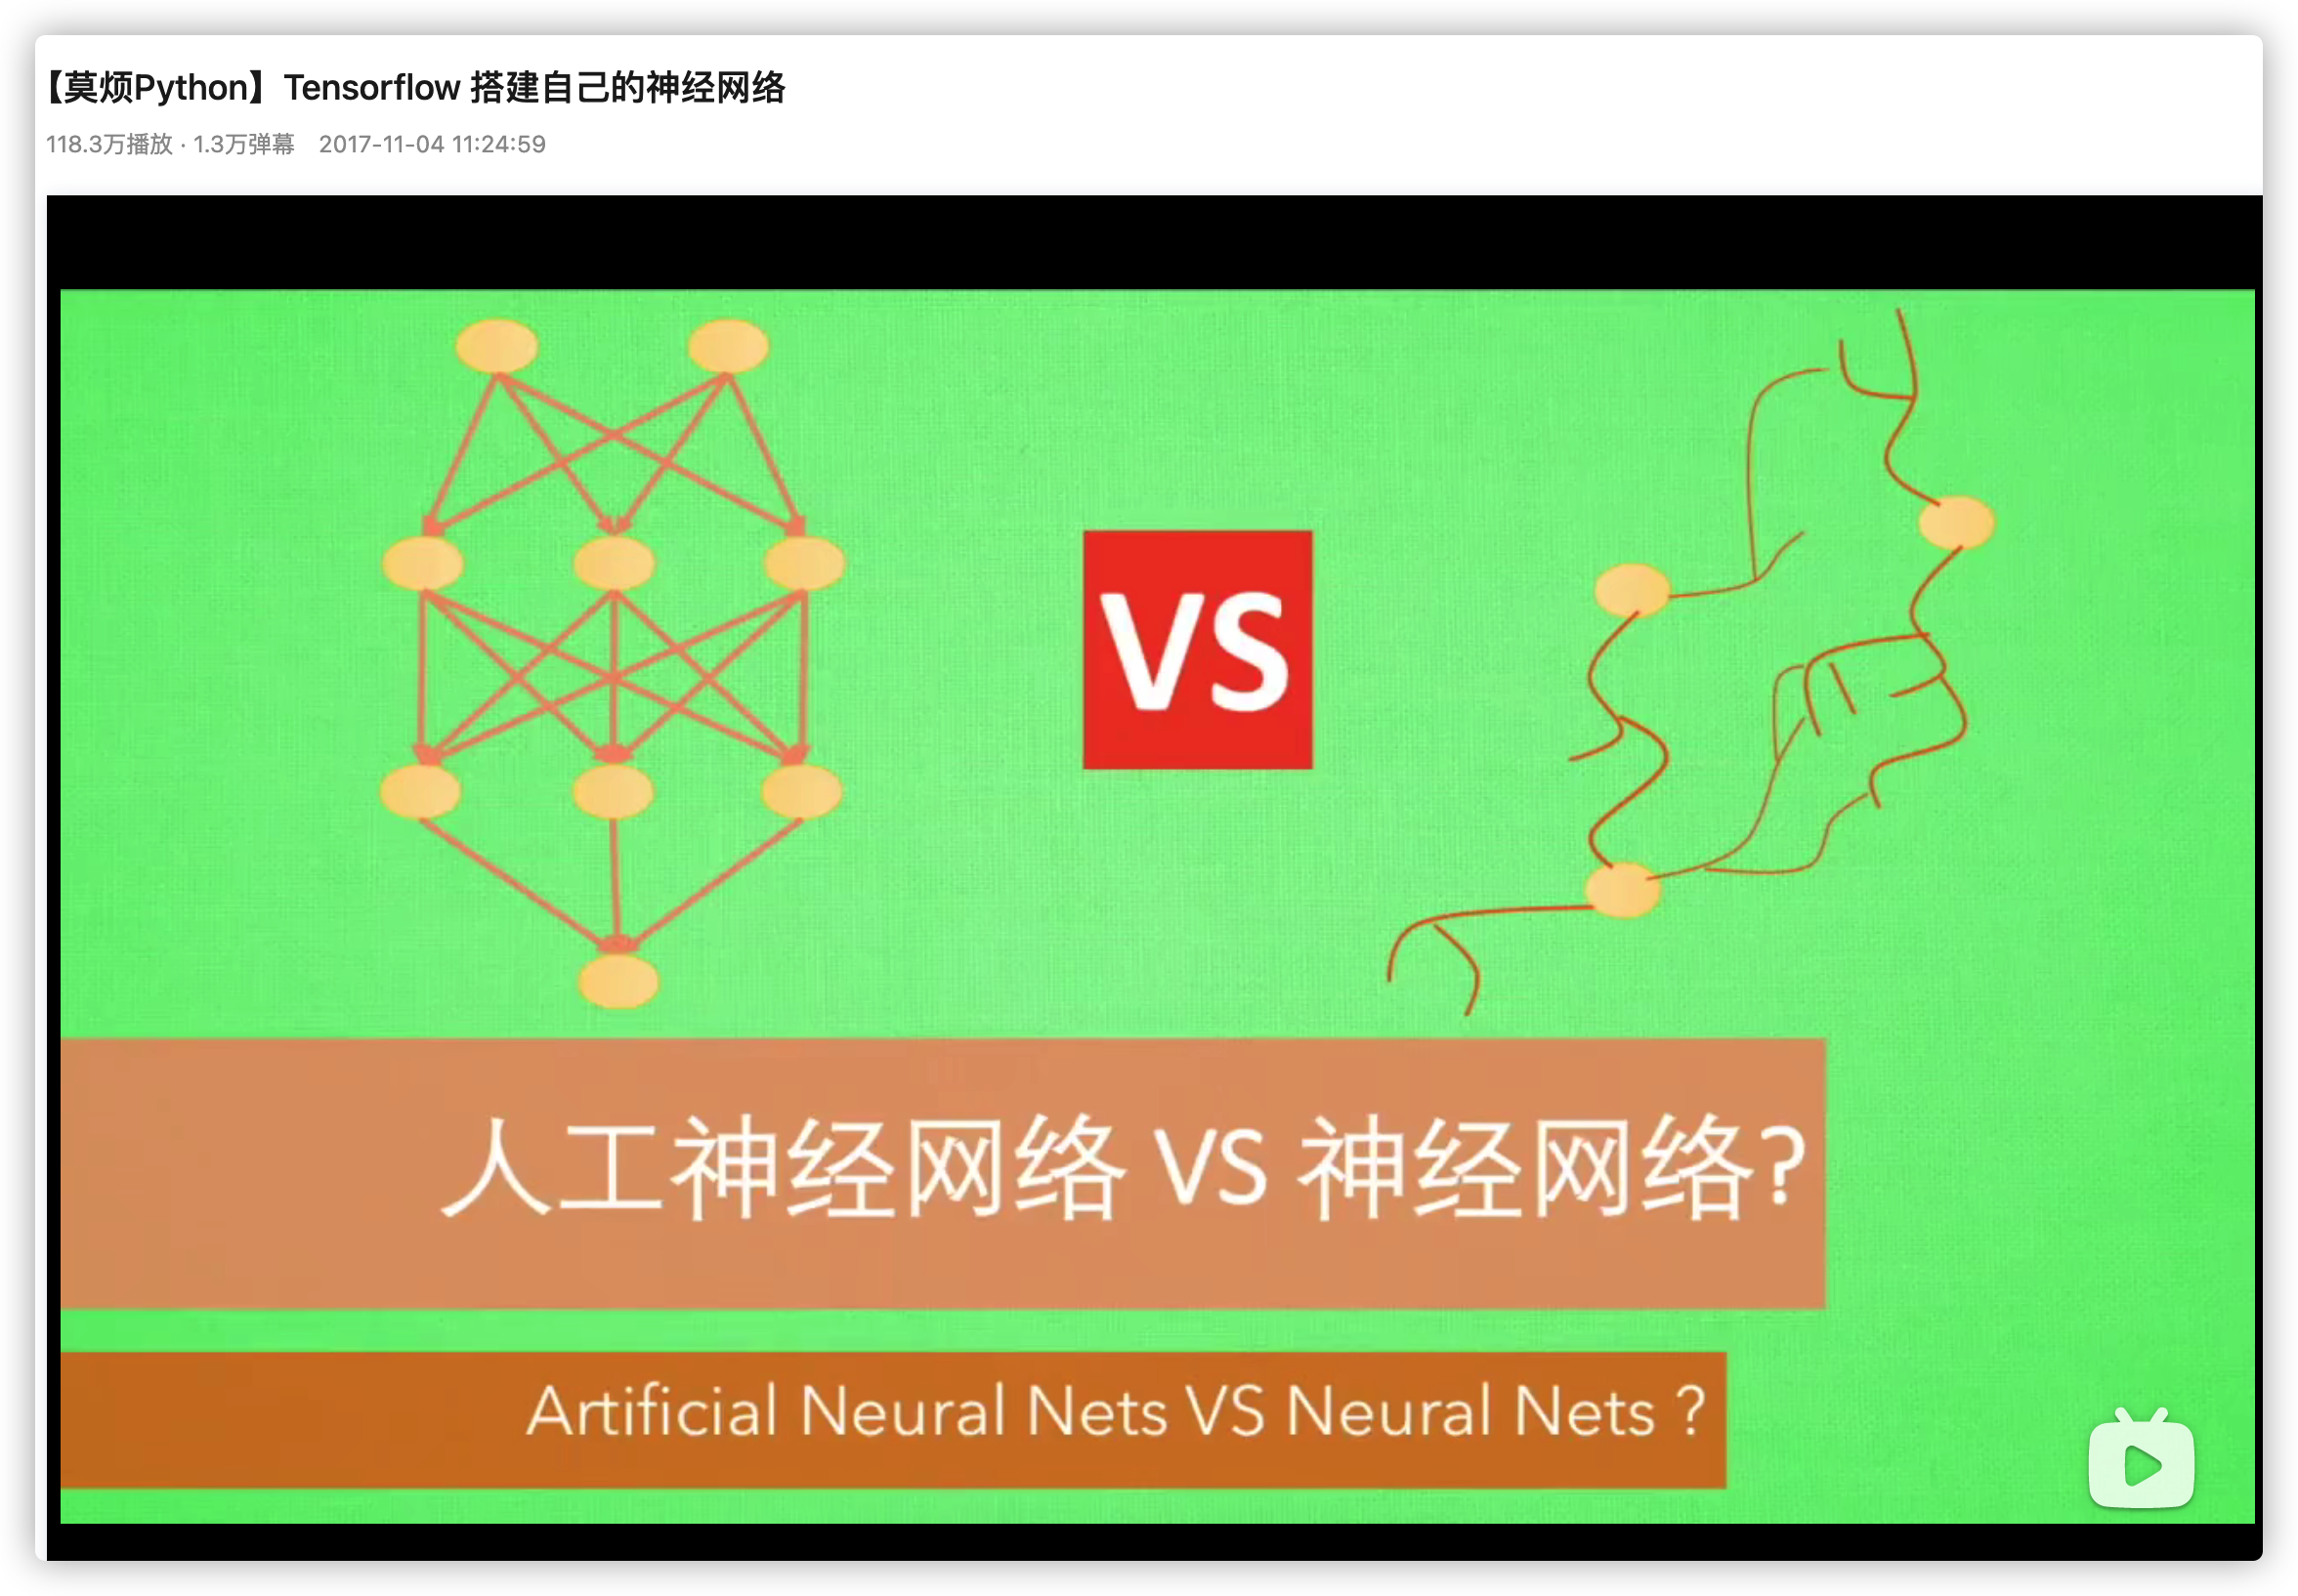 【莫烦Python】Tensorflow 搭建自己的神经网络
118.3万播放 · 1.3万弹幕 2017-11-04 11:24:59
VS
人工神经网络 VS 神经网络?
Artificial Neural Nets VS Neural Nets ?